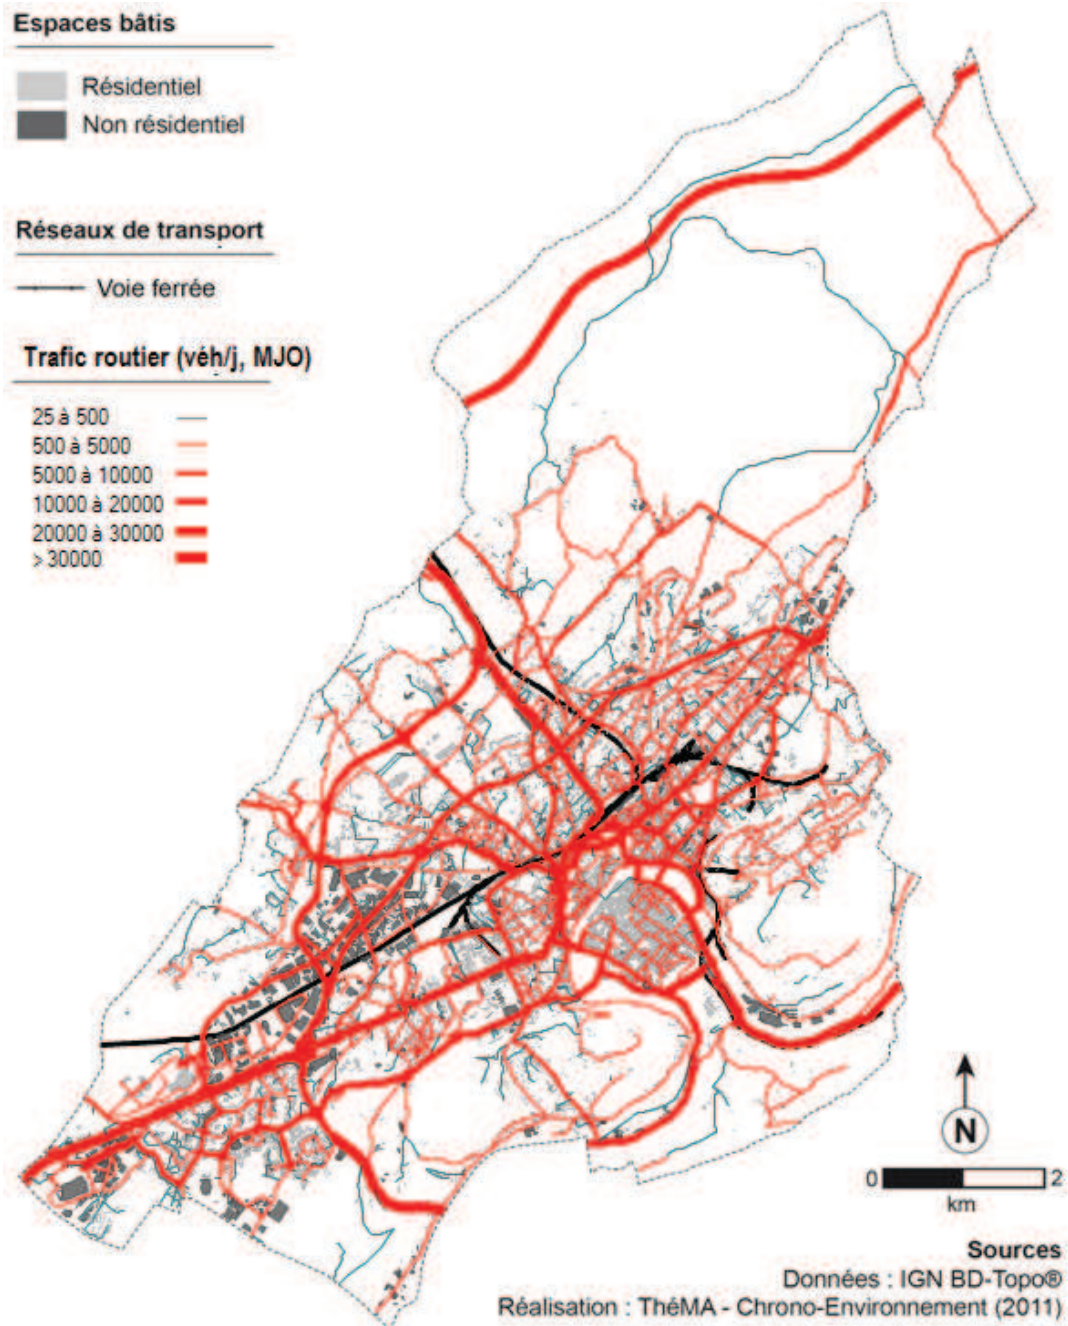 Espaces bâtis
Résidentiel
Non résidentiel
Réseaux de transport
Voie ferrée
Trafic routier (véh/j, MJO)
25 à 500
500 à 5000
5000 à 10000
10000 à 20000
20000 à 30000
> 30000
N
0 2
km
Sources
Données : IGN BD-Topo®
Réalisation : ThéMA - Chrono-Environnement (2011)